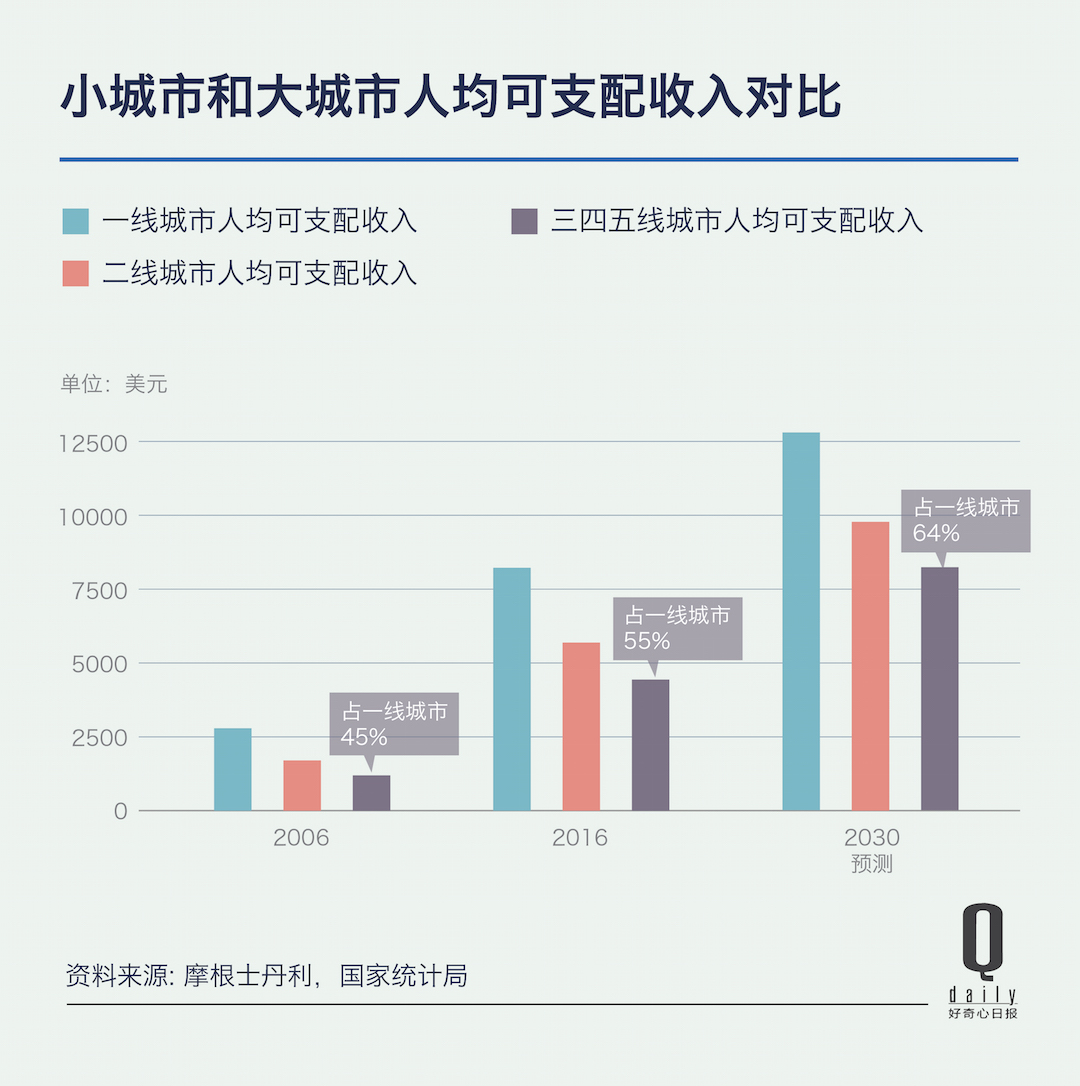 小城市和大城市人均可支配收入对比
一线城市人均可支配收入
三四五线城市人均可支配收入
二线城市人均可支配收入
单位：美元
12500
10000
7500
5000
2500
0
占一线城市
45%
占一线城市
55%
占一线城市
64%
2006
2016
2030
预测
资料来源: 摩根士丹利，国家统计局
Q
daily
好奇心日报